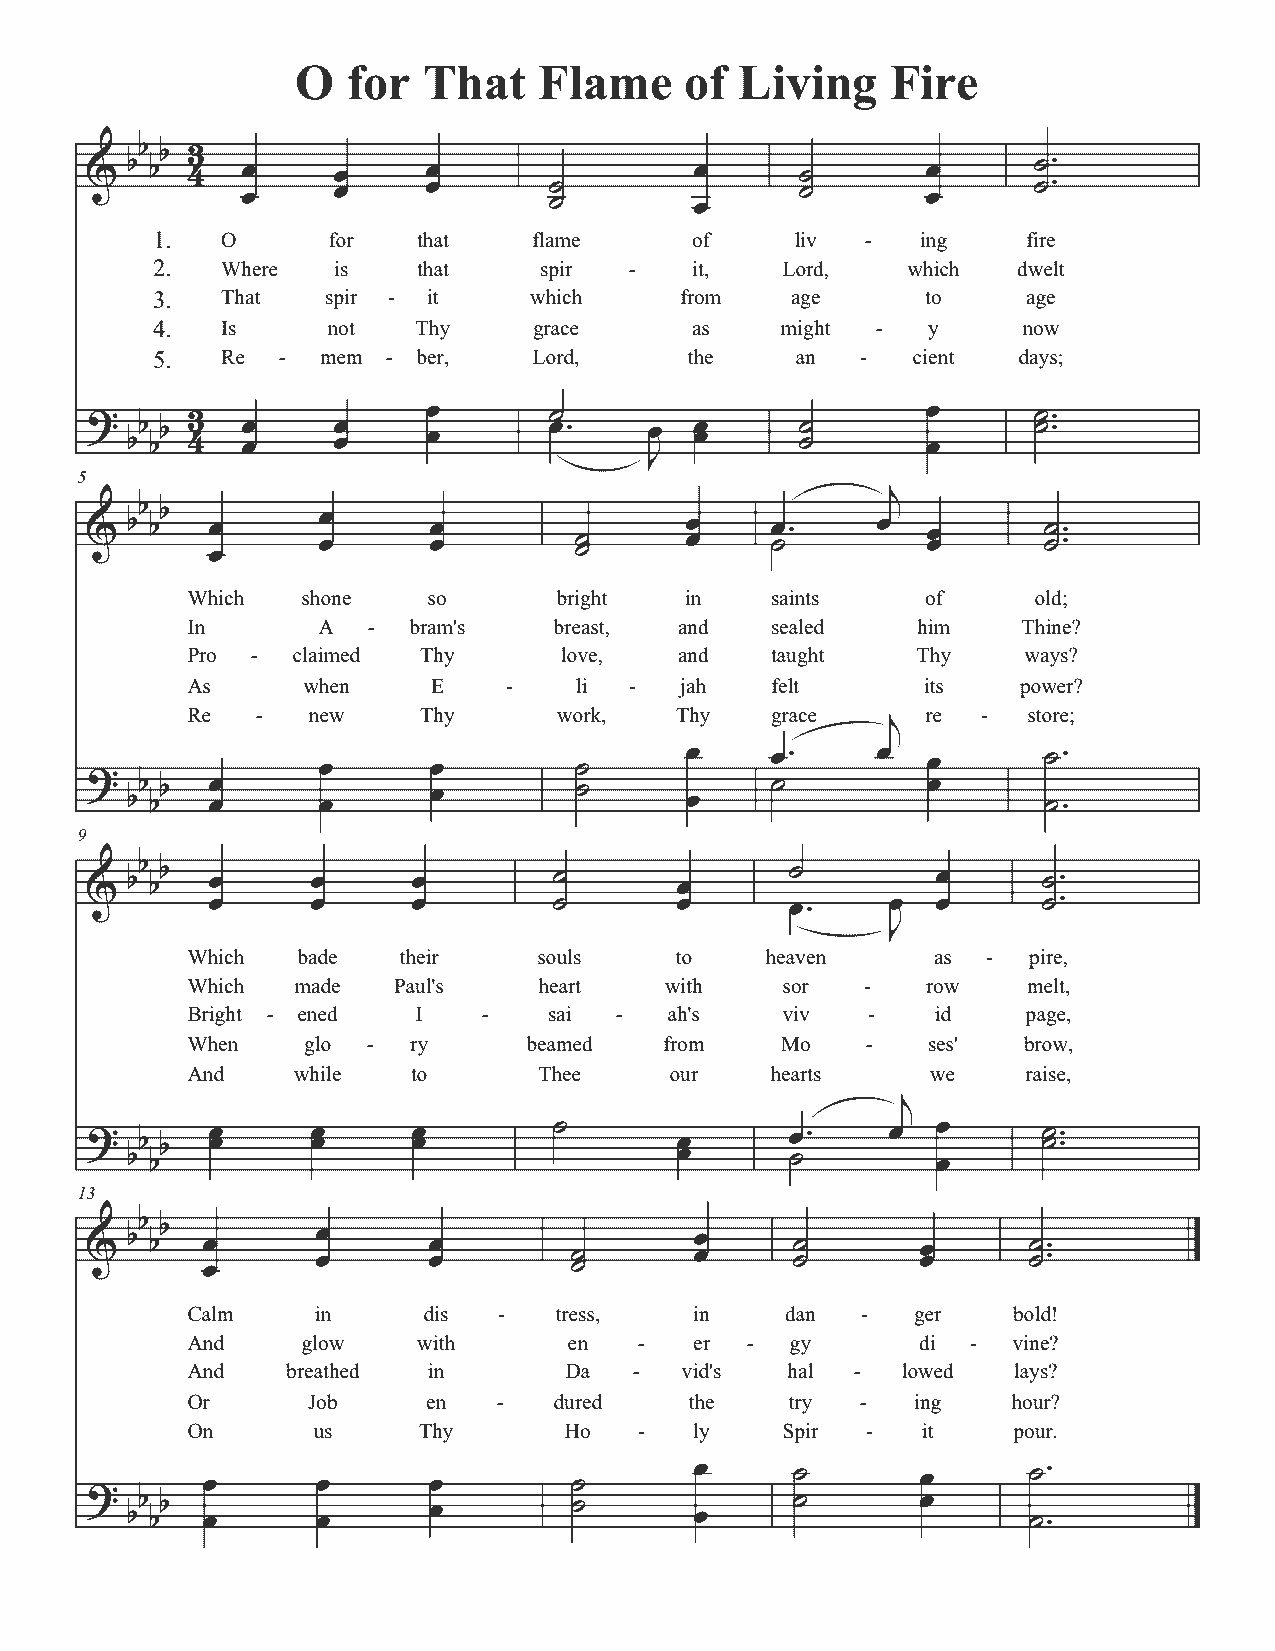 O for That Flame of Living Fire
1. O for that flame of liv - ing fire
2. Where is that spir - it, Lord, which dwelt
3. That spir - it which from age to age
4. Is not Thy grace as might - y now
5. Re - mem - ber, Lord, the an - cient days;
5
Which shone so bright in saints of old;
In A - bram's breast, and sealed him Thine?
Pro - claimed Thy love, and taught Thy ways?
As when E - li - jah felt its power?
Re - new Thy work, Thy grace re - store;
9
Which bade their souls to heaven as - pire,
Which made Paul's heart with sor - row melt,
Bright - ened I - sai - ah's viv - id page,
When glo - ry beamed from Mo - ses' brow,
And while to Thee our hearts we raise,
13
Calm in dis - tress, in dan - ger bold!
And glow with en - er - gy di - vine?
And breathed in Da - vid's hal - lowed lays?
Or Job en - dured the try - ing hour?
On us Thy Ho - ly Spir - it pour.